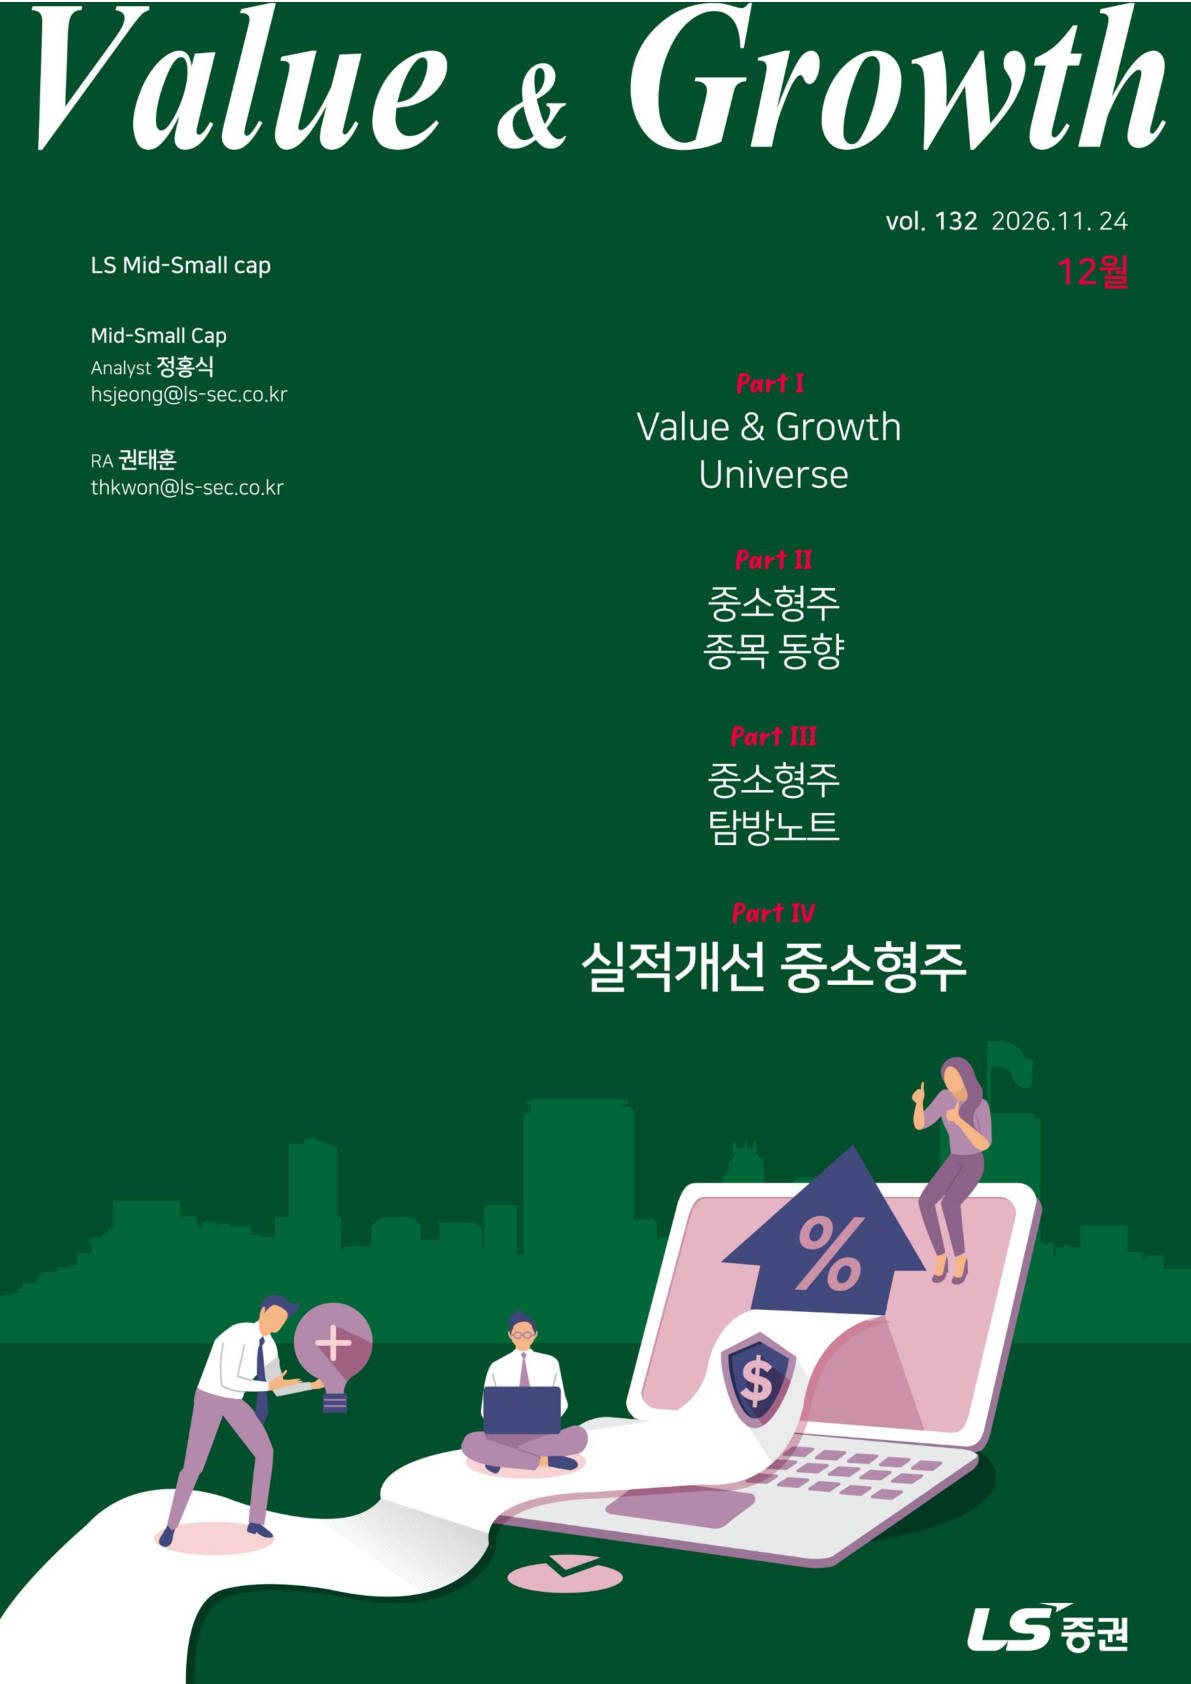 Value & Growth
vol. 132 2026.11. 24
12월
LS Mid-Small cap
Mid-Small Cap
Analyst 정홍식
hsjeong@ls-sec.co.kr
RA 권태훈
thkwon@ls-sec.co.kr
Part I
Value & Growth
Universe
Part II
중소형주
종목 동향
Part III
중소형주
탐방노트
Part IV
실적개선 중소형주
%
$
LS 증권